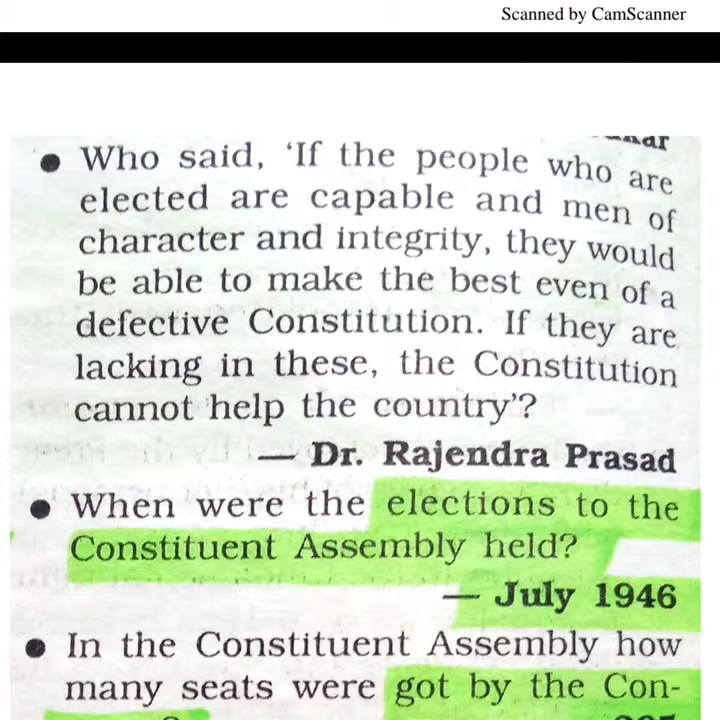 Scanned by CamScanner
• Who said, ‘If the people who are
elected are capable and men of
character and integrity, they would
be able to make the best even of a
defective Constitution. If they are
lacking in these, the Constitution
cannot help the country’?
— Dr. Rajendra Prasad
• When were the elections to the
Constituent Assembly held?
— July 1946
• In the Constituent Assembly how
many seats were got by the Con-